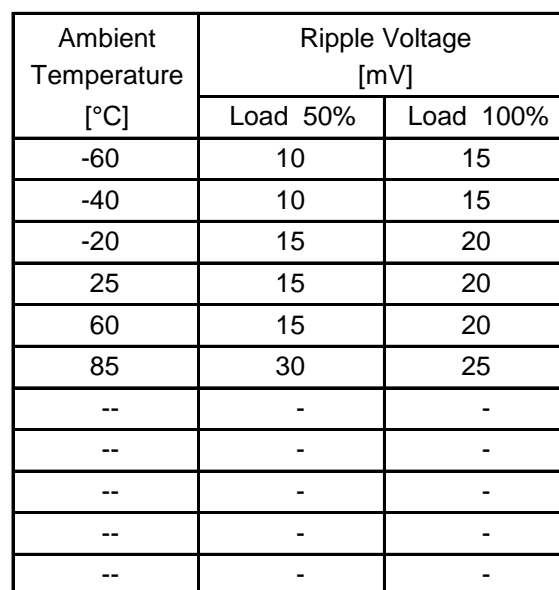 Ambient Temperature [°C] Ripple Voltage [mV]
Load 50% Load 100%
-60 10 15
-40 10 15
-20 15 20
25 15 20
60 15 20
85 30 25
-- - -
-- - -
-- - -
-- - -
-- - -